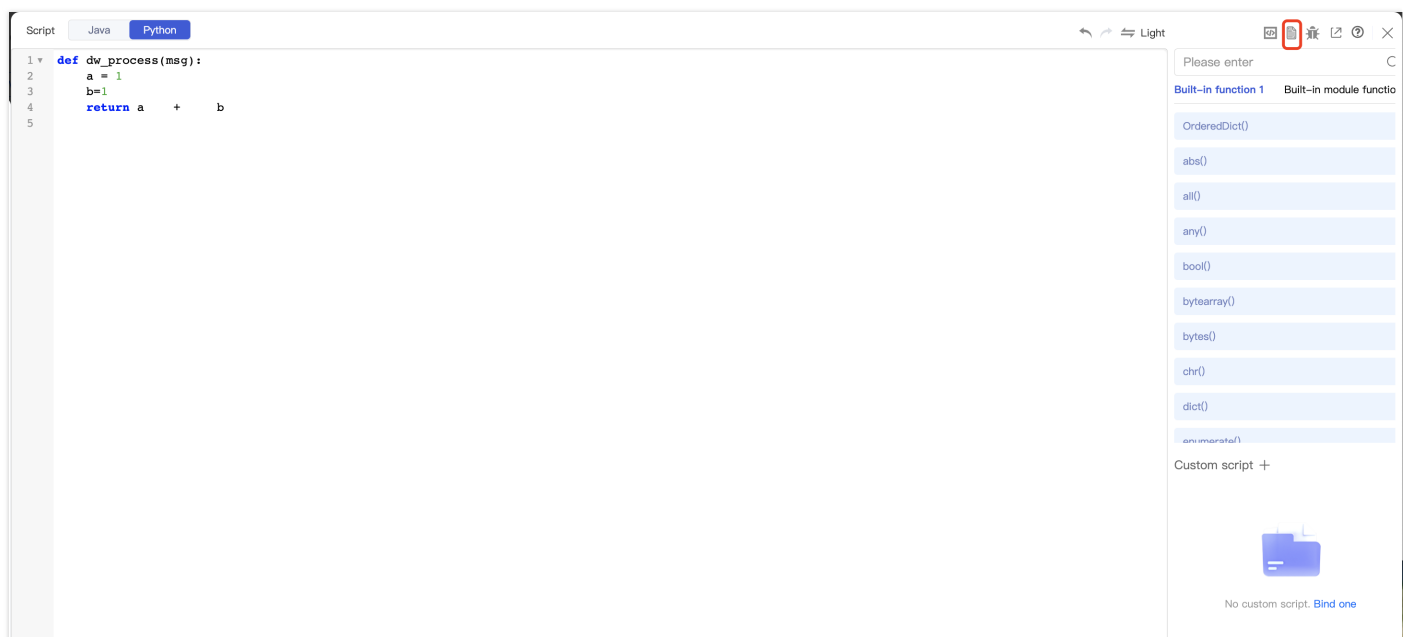 Script Java Python Light
Please enter
Built-in function 1 Built-in module functio
1 def dw_process(msg):
2 a = 1
3 b=1
4 return a + b
5
OrderedDict()
abs()
all()
any()
bool()
bytearray()
bytes()
chr()
dict()
enumerate()
Custom script +
No custom script. Bind one